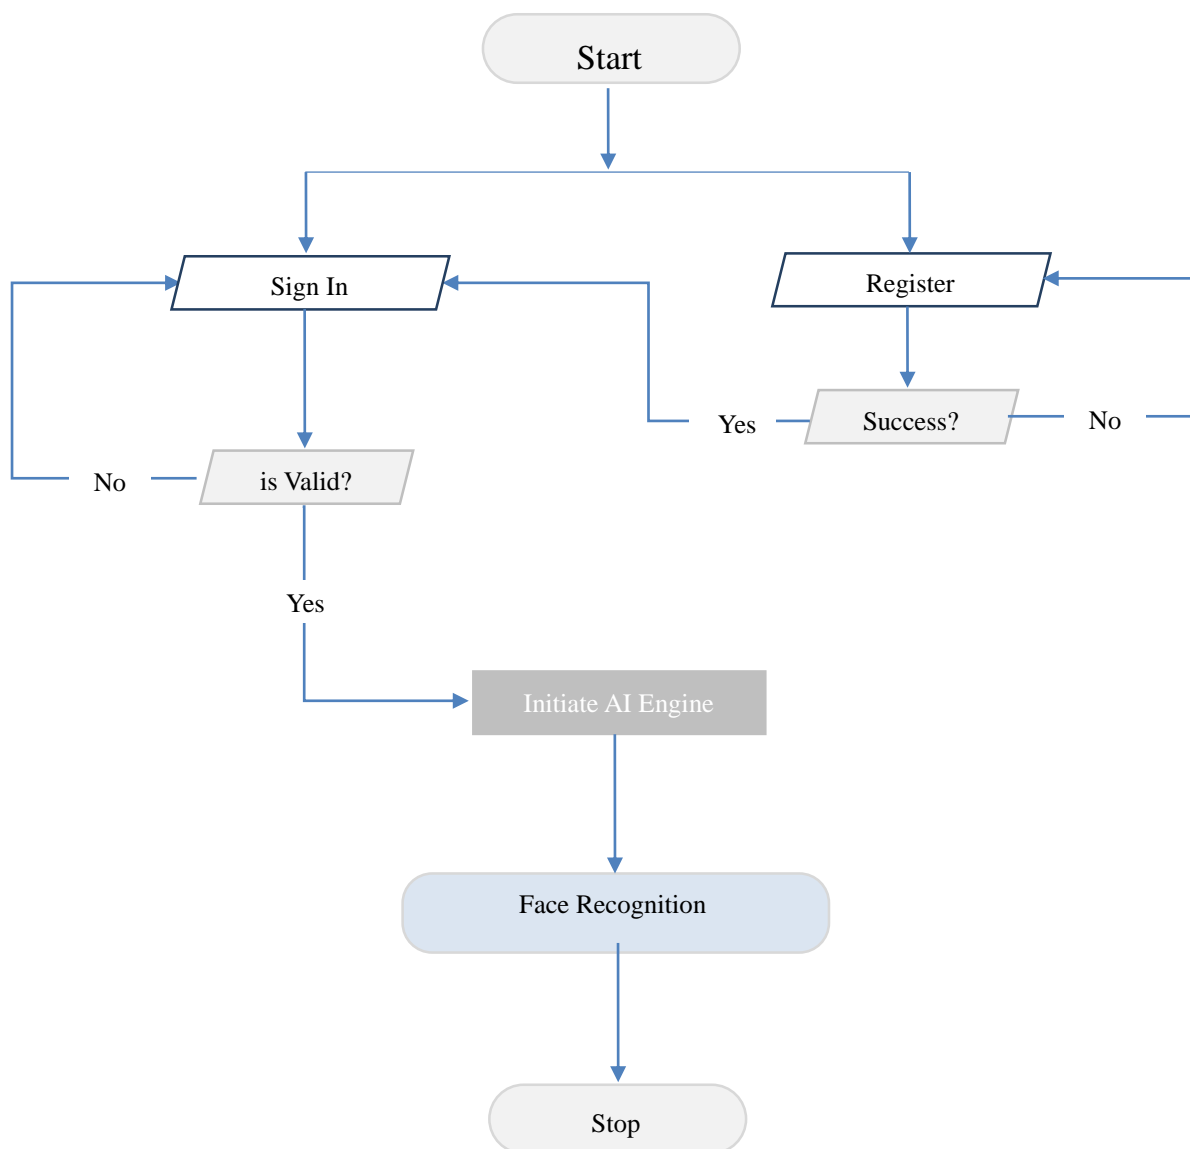 Start
Sign In
Register
Yes
Success?
No
No
is Valid?
Yes
Initiate AI Engine
Face Recognition
Stop